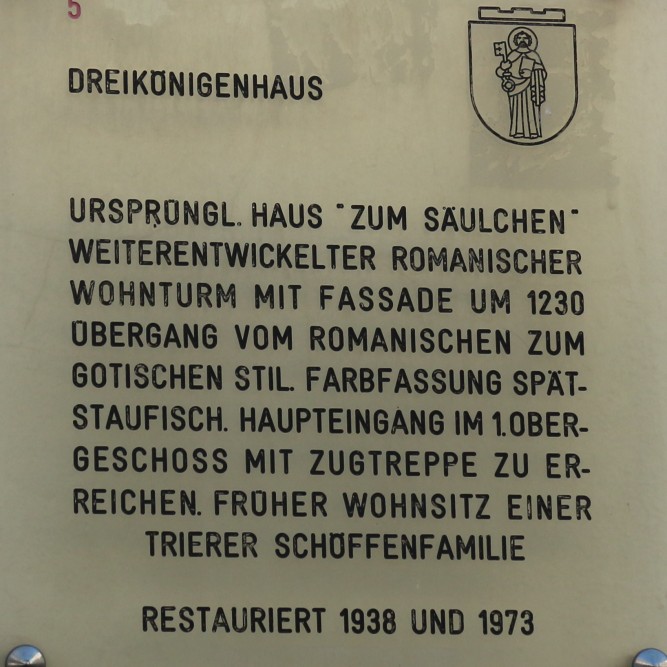 5
DREIKÖNIGENHAUS
URSPRÜNGL. HAUS "ZUM SÄULCHEN"
WEITERENTWICKELTER ROMANISCHER
WOHNTURM MIT FASSADE UM 1230
ÜBERGANG VOM ROMANISCHEN ZUM
GOTISCHEN STIL. FARBFASSUNG SPÄT-
STAUFISCH. HAUPTEINGANG IM 1.OBER-
GESCHOSS MIT ZUGTREPPE ZU ER-
REICHEN. FRÜHER WOHNSITZ EINER
TRIERER SCHÖFFENFAMILIE
RESTAURIERT 1938 UND 1973